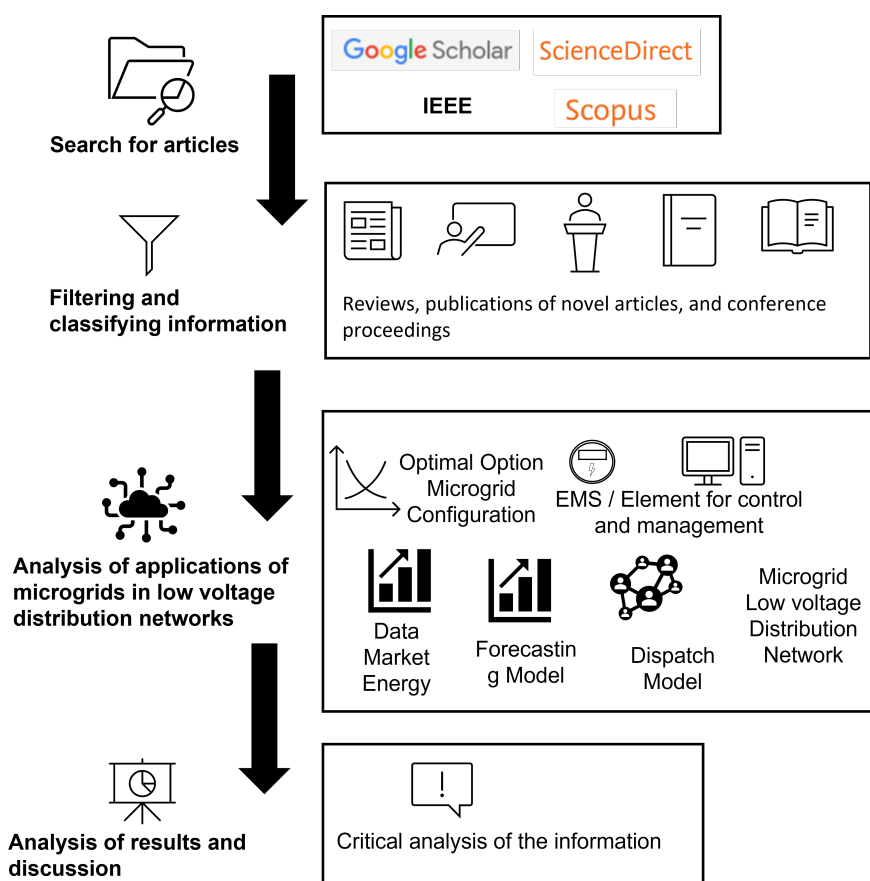 Google Scholar
ScienceDirect
IEEE
Scopus
Search for articles
Filtering and
classifying information
Reviews, publications of novel articles, and conference
proceedings
Optimal Option
Microgrid
Configuration
EMS / Element for control
and management
Analysis of applications of
microgrids in low voltage
distribution networks
Data
Market
Energy
Forecastin
g Model
Dispatch
Model
Microgrid
Low voltage
Distribution
Network
Analysis of results and
discussion
!
Critical analysis of the information